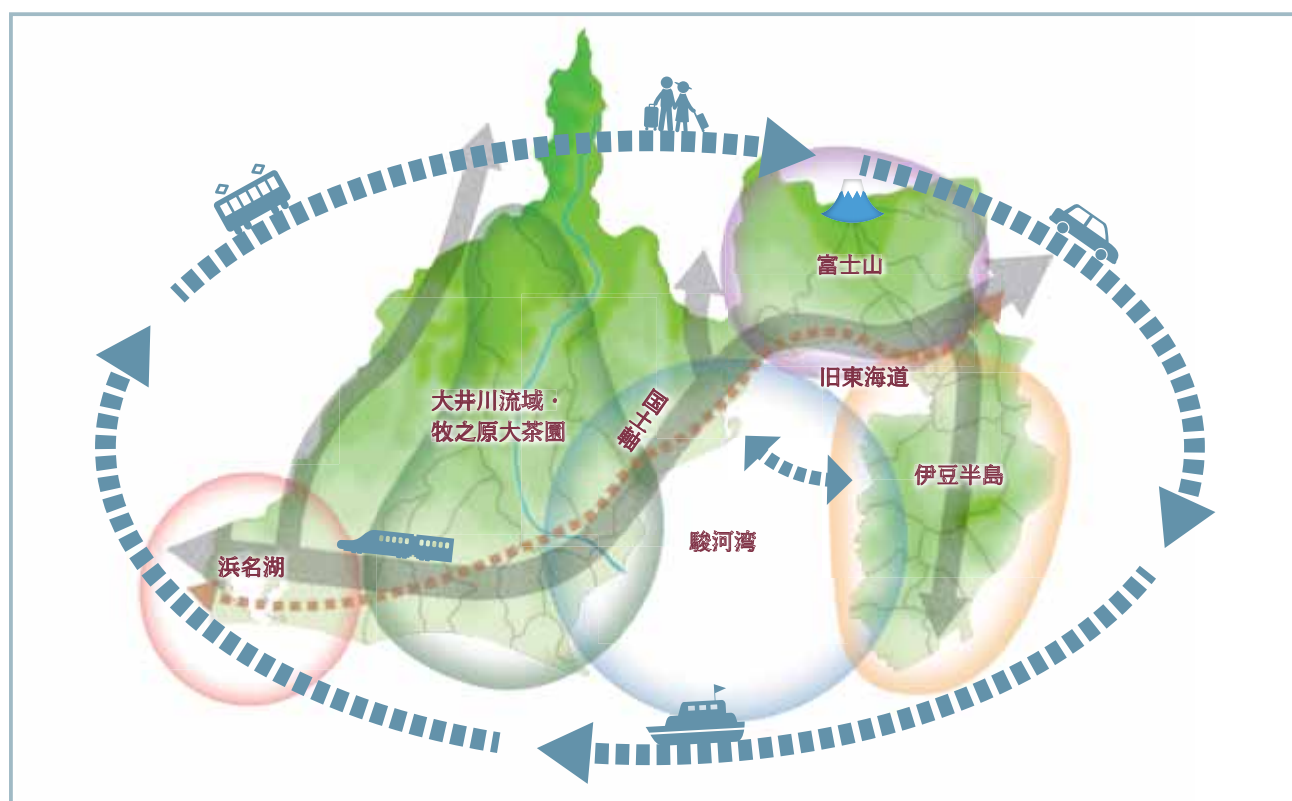 富士山
旧東海道
大井川流域・
牧之原大茶園
国土軸
伊豆半島
駿河湾
浜名湖